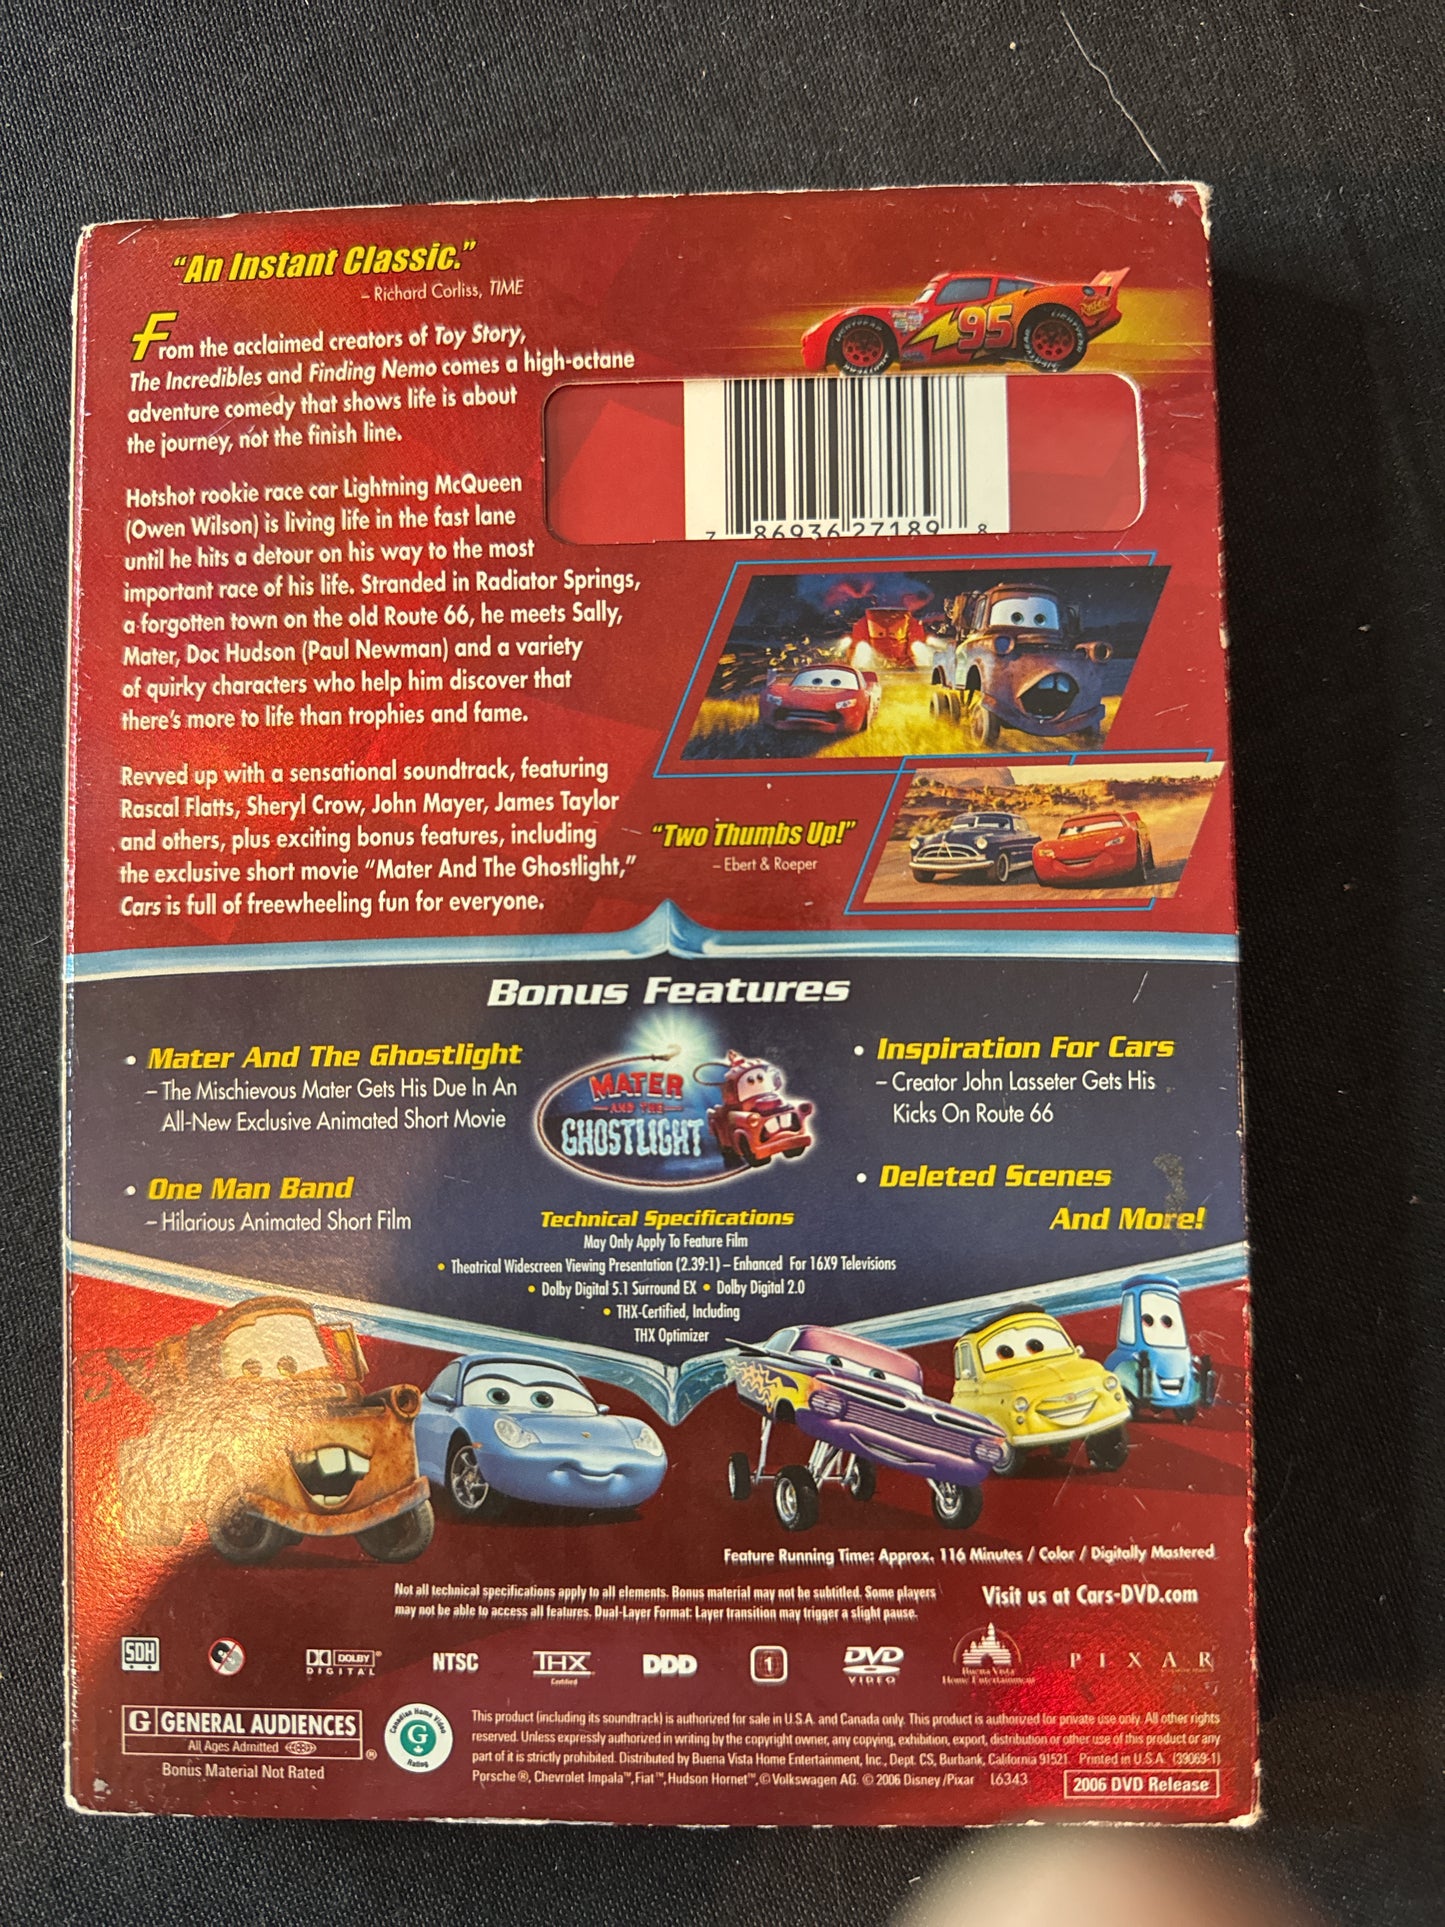 “An Instant Classic.”
– Richard Corliss, TIME
From the acclaimed creators of Toy Story,
The Incredibles and Finding Nemo comes a high-octane
adventure comedy that shows life is about
the journey, not the finish line.
Hotshot rookie race car Lightning McQueen
(Owen Wilson) is living life in the fast lane
until he hits a detour on his way to the most
important race of his life. Stranded in Radiator Springs,
a forgotten town on the old Route 66, he meets Sally,
Mater, Doc Hudson (Paul Newman) and a variety
of quirky characters who help him discover that
there’s more to life than trophies and fame.
Revved up with a sensational soundtrack, featuring
Rascal Flatts, Sheryl Crow, John Mayer, James Taylor
and others, plus exciting bonus features, including
the exclusive short movie “Mater And The Ghostlight,”
Cars is full of freewheeling fun for everyone.
95
7 86936 27189 8
“Two Thumbs Up!”
– Ebert & Roeper
Bonus Features
• Mater And The Ghostlight
– The Mischievous Mater Gets His Due In An
All-New Exclusive Animated Short Movie
• One Man Band
– Hilarious Animated Short Film
MATER
AND THE
GHOSTLIGHT
• Inspiration For Cars
– Creator John Lasseter Gets His
Kicks On Route 66
• Deleted Scenes
And More!
Technical Specifications
May Only Apply To Feature Film
• Theatrical Widescreen Viewing Presentation (2.39:1) – Enhanced For 16X9 Televisions
• Dolby Digital 5.1 Surround EX • Dolby Digital 2.0
• THX-Certified, Including
THX Optimizer
Feature Running Time: Approx. 116 Minutes / Color / Digitally Mastered
Not all technical specifications apply to all elements. Bonus material may not be subtitled. Some players
may not be able to access all features. Dual-Layer Format: Layer transition may trigger a slight pause.
Visit us at Cars-DVD.com
SDH
DOLBY
DIGITAL
NTSC
THX
Certified
DDD
1
DVD
VIDEO
Buena Vista
Home Entertainment
PIXAR
G GENERAL AUDIENCES
All Ages Admitted
®
Bonus Material Not Rated
Canadian Home Video
G
Rating
This product (including its soundtrack) is authorized for sale in U.S.A. and Canada only. This product is authorized for private use only. All other rights
reserved. Unless expressly authorized in writing by the copyright owner, any copying, exhibition, export, distribution or other use of this product or any
part of it is strictly prohibited. Distributed by Buena Vista Home Entertainment, Inc., Dept. CS, Burbank, California 91521. Printed in U.S.A. (39069-1)
Porsche®, Chevrolet Impala™, Fiat™, Hudson Hornet™, © Volkswagen AG. © 2006 Disney/Pixar L6343
2006 DVD Release